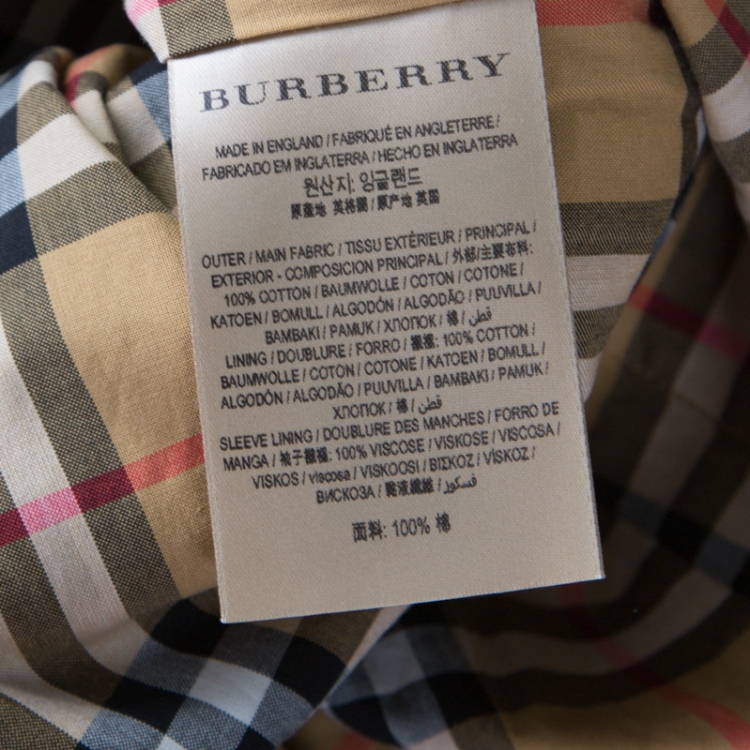 BURBERRY
MADE IN ENGLAND / FABRIQUÉ EN ANGLETERRE /
FABRICADO EM INGLATERRA / HECHO EN INGLATERRA
원산지: 잉글랜드
原產地 英格蘭 / 原产地 英国
OUTER / MAIN FABRIC / TISSU EXTÉRIEUR / PRINCIPAL /
EXTERIOR - COMPOSICION PRINCIPAL / 外部/主要布料:
100% COTTON / BAUMWOLLE / COTON / COTONE /
KATOEN / BOMULL / ALGODÓN / ALGODÃO / PUUVILLA /
BAMBAKI / PAMUK / ХЛОПОК / 棉 / قطن /
LINING / DOUBLURE / FORRO / 襯裡: 100% COTTON /
BAUMWOLLE / COTON / COTONE / KATOEN / BOMULL /
ALGODÓN / ALGODÃO / PUUVILLA / BAMBAKI / PAMUK /
ХЛОПОК / 棉 / قطن /
SLEEVE LINING / DOUBLURE DES MANCHES / FORRO DE
MANGA / 袖子襯裡: 100% VISCOSE / VISKOSE / VISCOSA /
VISKOS / viscosa / VISKOOSI / ΒΙΣΚΟΖ / VİSKOZ /
ВИСКОЗА / 黏液纖維 / فسكوز /
面料: 100% 棉